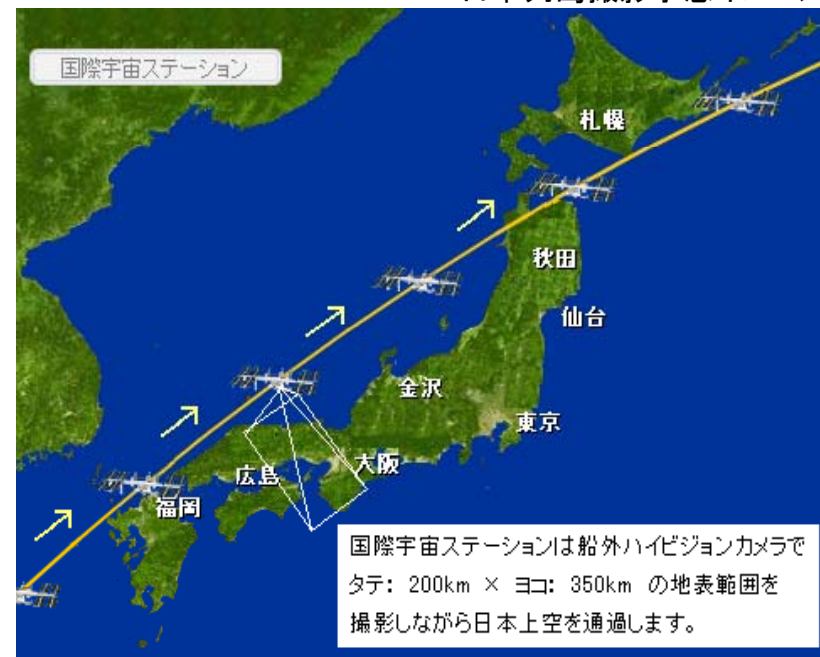 国際宇宙ステーション
札幌
秋田
仙台
金沢
東京
大阪
広島
福岡
国際宇宙ステーションは船外ハイビジョンカメラで
タテ: 200km × ヨコ: 350km の地表範囲を
撮影しながら日本上空を通過します。